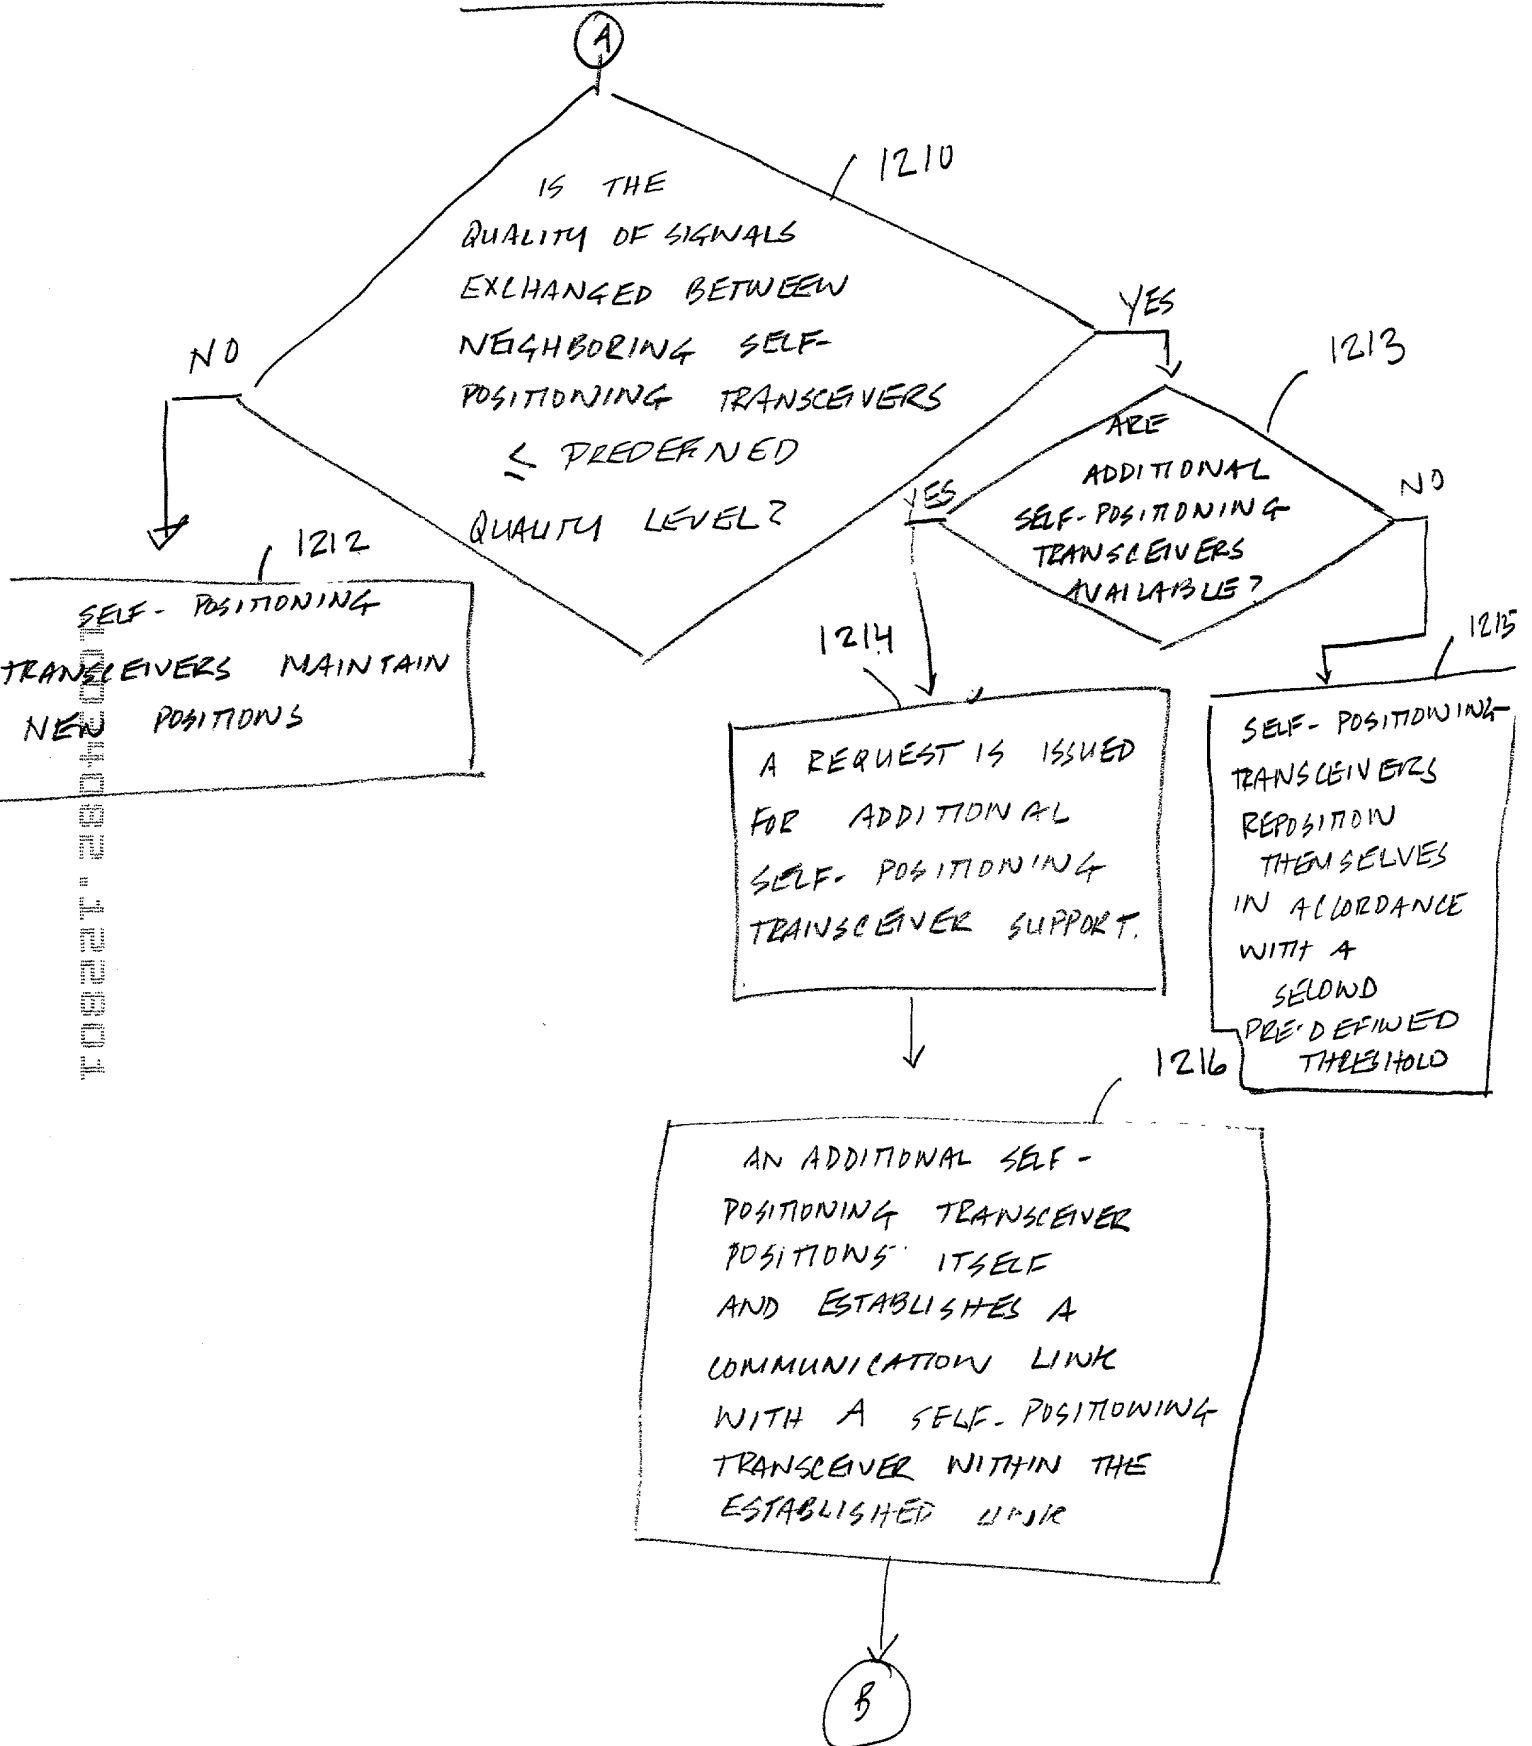 A
1210
IS THE
QUALITY OF SIGNALS
EXCHANGED BETWEEN
NEIGHBORING SELF-
POSITIONING TRANSCEIVERS
≤ PREDEFINED
QUALITY LEVEL?
NO
YES
1212
SELF-POSITIONING
TRANSCEIVERS MAINTAIN
NEW POSITIONS
1213
ARE
ADDITIONAL
SELF-POSITIONING
TRANSCEIVERS
AVAILABLE?
YES
NO
1214
A REQUEST IS ISSUED
FOR ADDITIONAL
SELF-POSITIONING
TRANSCEIVER SUPPORT.
1215
SELF-POSITIONING
TRANSCEIVERS
REPOSITION
THEMSELVES
IN ACCORDANCE
WITH A
SECOND
PRE-DEFINED
THRESHOLD
1216
AN ADDITIONAL SELF-
POSITIONING TRANSCEIVER
POSITIONS ITSELF
AND ESTABLISHES A
COMMUNICATION LINK
WITH A SELF-POSITIONING
TRANSCEIVER WITHIN THE
ESTABLISHED LINK
B
10034082.122801